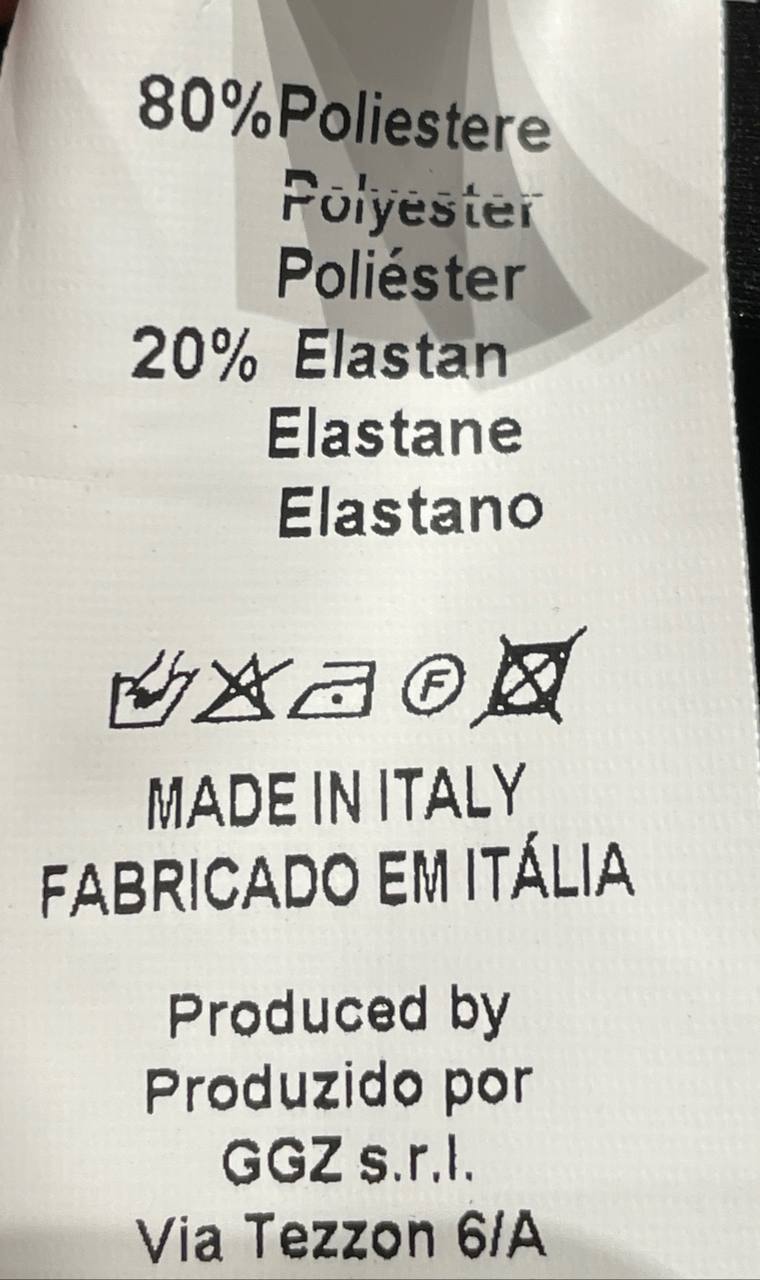 80%Poliestere
Polyester
Poliéster
20% Elastan
Elastane
Elastano
F
MADE IN ITALY
FABRICADO EM ITÁLIA
Produced by
Produzido por
GGZ s.r.l.
Via Tezzon 6/A